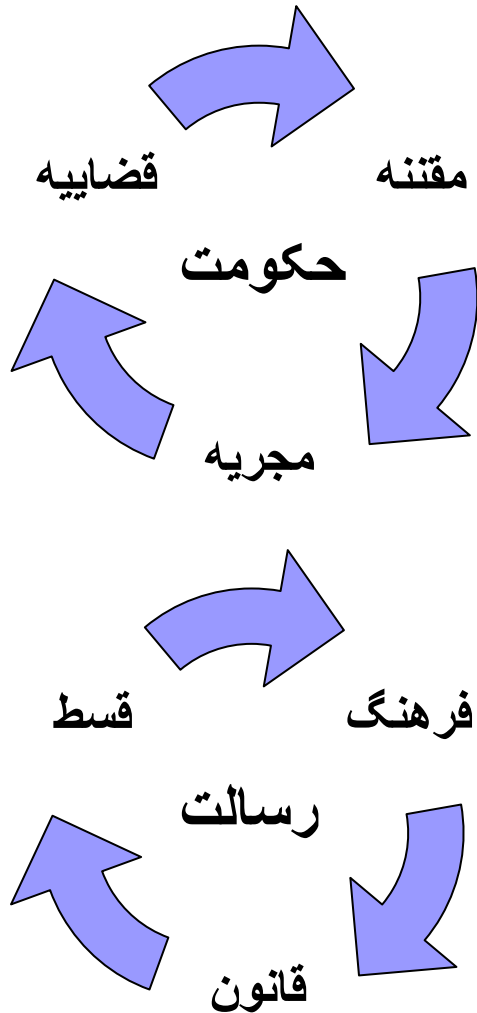 مقننه قضاییه
حکومت
مجریه
فرهنگ قسط
رسالت
قانون